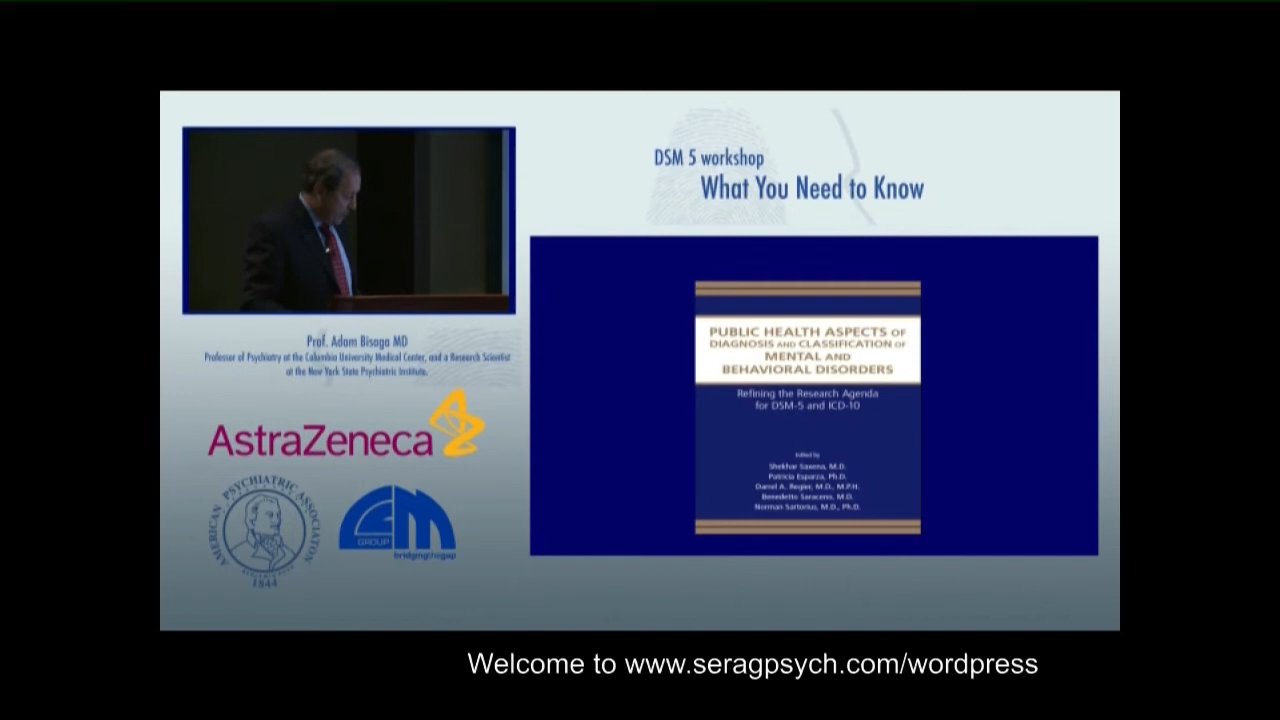 DSM 5 workshop
What You Need to Know
Prof. Adam Bisaga MD
Professor of Psychiatry at the Columbia University Medical Center, and a Research Scientist
at the New York State Psychiatric Institute.
AstraZeneca
AMERICAN PSYCHIATRIC ASSOCIATION
1844
GROUP
bridgmychsgap
PUBLIC HEALTH ASPECTS OF
DIAGNOSIS AND CLASSIFICATION OF
MENTAL AND
BEHAVIORAL DISORDERS
Refining the Research Agenda
for DSM-5 and ICD-10
Edited by
Shekhar Saxena, M.D.
Patricia Esparza, Ph.D.
Darrel A. Regier, M.D., M.P.H.
Benedetto Saraceno, M.D.
Norman Sartorius, M.D., Ph.D.
Welcome to www.seragpsych.com/wordpress